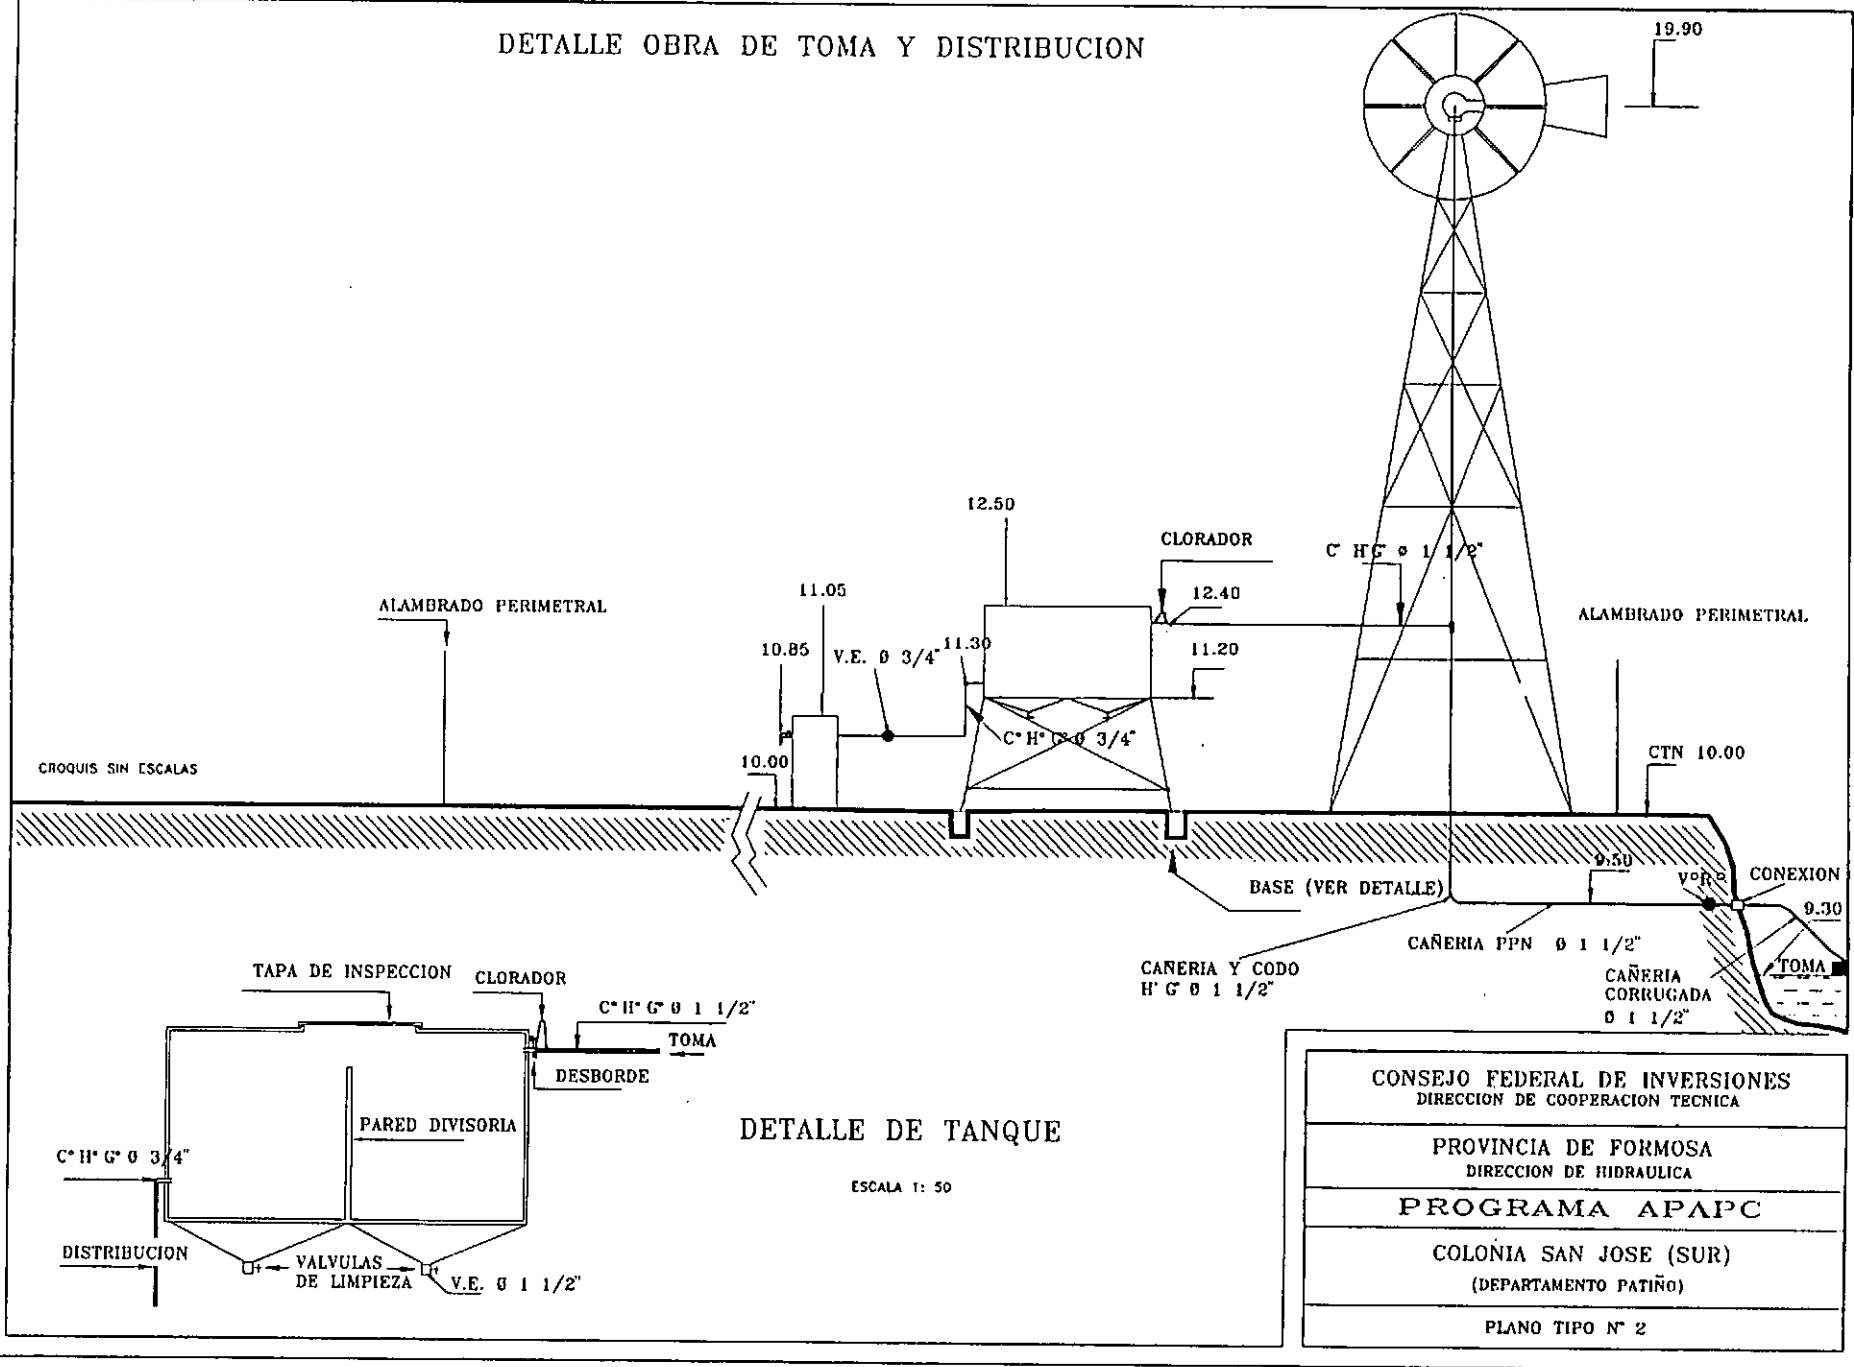 DETALLE OBRA DE TOMA Y DISTRIBUCION
19.90
12.50
CLORADOR
C° H°G° Ø 1 1/2"
12.40
11.05
ALAMBRADO PERIMETRAL
ALAMBRADO PERIMETRAL
10.85
V.E. Ø 3/4"
11.30
11.20
C° H° G° Ø 3/4"
10.00
CTN 10.00
CROQUIS SIN ESCALAS
9.50
V°R°
CONEXION
BASE (VER DETALLE)
9.30
CAÑERIA PPN Ø 1 1/2"
CAÑERIA Y CODO
H° G° Ø 1 1/2"
TOMA
CAÑERIA
CORRUGADA
Ø 1 1/2"
TAPA DE INSPECCION
CLORADOR
C° H° G° Ø 1 1/2"
TOMA
DESBORDE
PARED DIVISORIA
C° H° G° Ø 3/4"
DISTRIBUCION
VALVULAS
DE LIMPIEZA
V.E. Ø 1 1/2"
DETALLE DE TANQUE
ESCALA 1: 50
CONSEJO FEDERAL DE INVERSIONES
DIRECCION DE COOPERACION TECNICA
PROVINCIA DE FORMOSA
DIRECCION DE HIDRAULICA
PROGRAMA APAPC
COLONIA SAN JOSE (SUR)
(DEPARTAMENTO PATIÑO)
PLANO TIPO N° 2